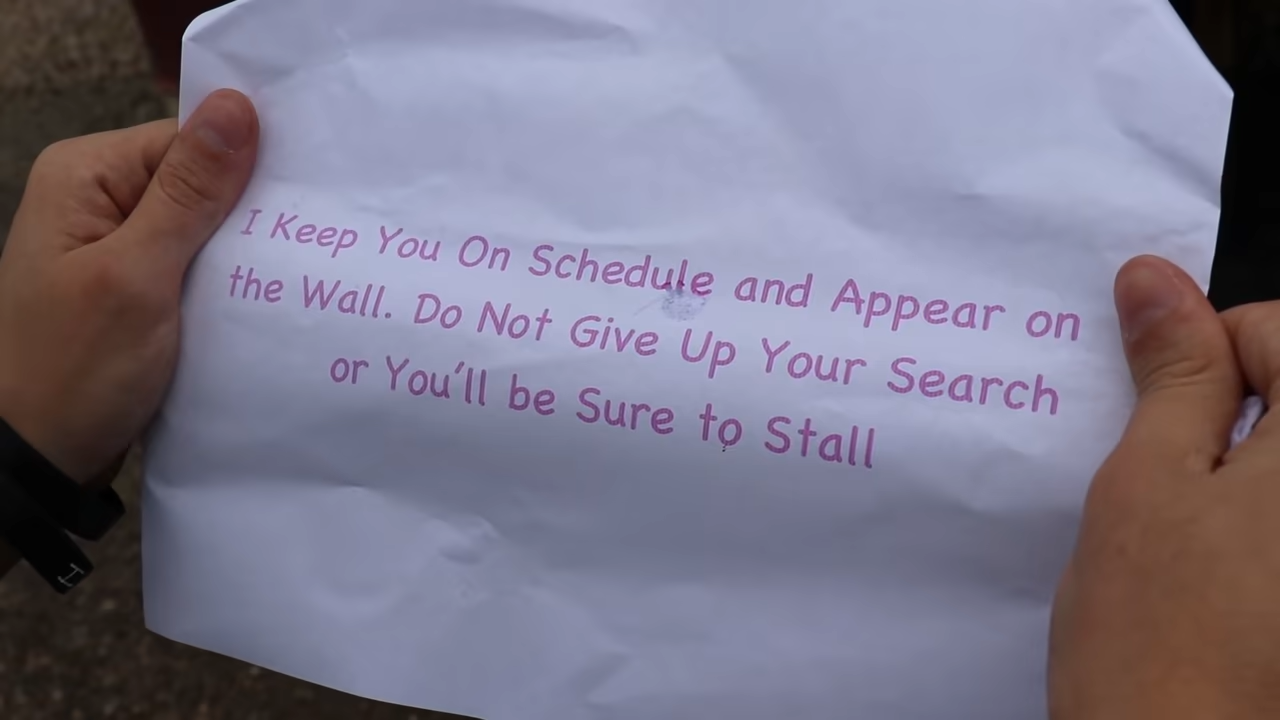 I Keep You On Schedule and Appear on
the Wall. Do Not Give Up Your Search
or You'll be Sure to Stall